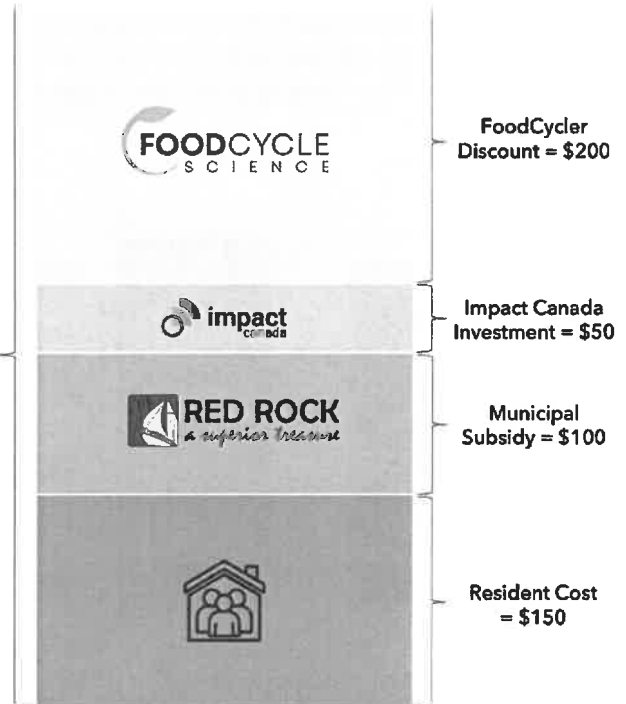 FOODCYCLE
SCIENCE
FoodCycler
Discount = $200
impact
canada
Impact Canada
Investment = $50
RED ROCK
a superior treasure
Municipal
Subsidy = $100
Resident Cost
= $150